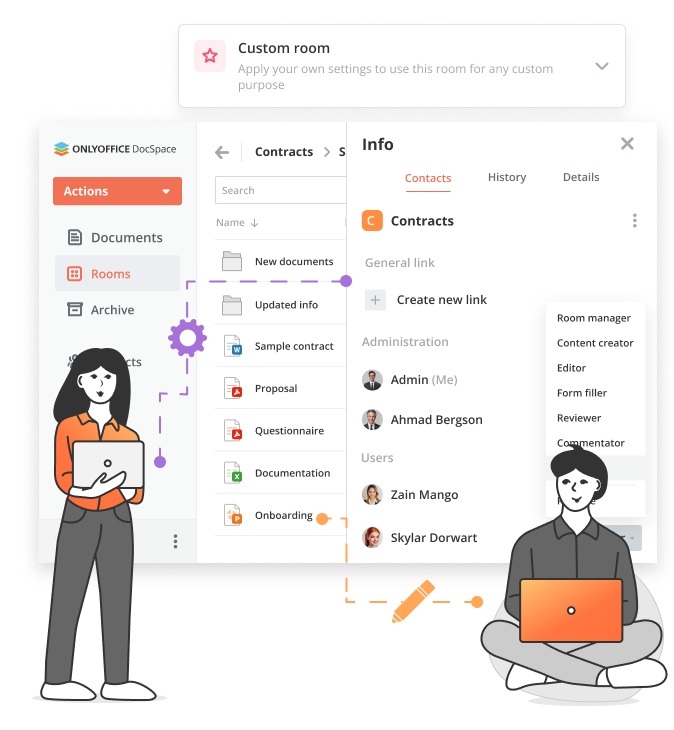 Custom room
Apply your own settings to use this room for any custom
purpose
ONLYOFFICE DocSpace
Actions
Documents
Rooms
Archive
Contracts
Search
Name
New documents
Updated info
Sample contract
Proposal
Questionnaire
Documentation
Onboarding
Info
Contacts
History
Details
C
Contracts
General link
Create new link
Administration
Admin (Me)
Ahmad Bergson
Users
Zain Mango
Skylar Dorwart
Room manager
Content creator
Editor
Form filler
Reviewer
Commentator